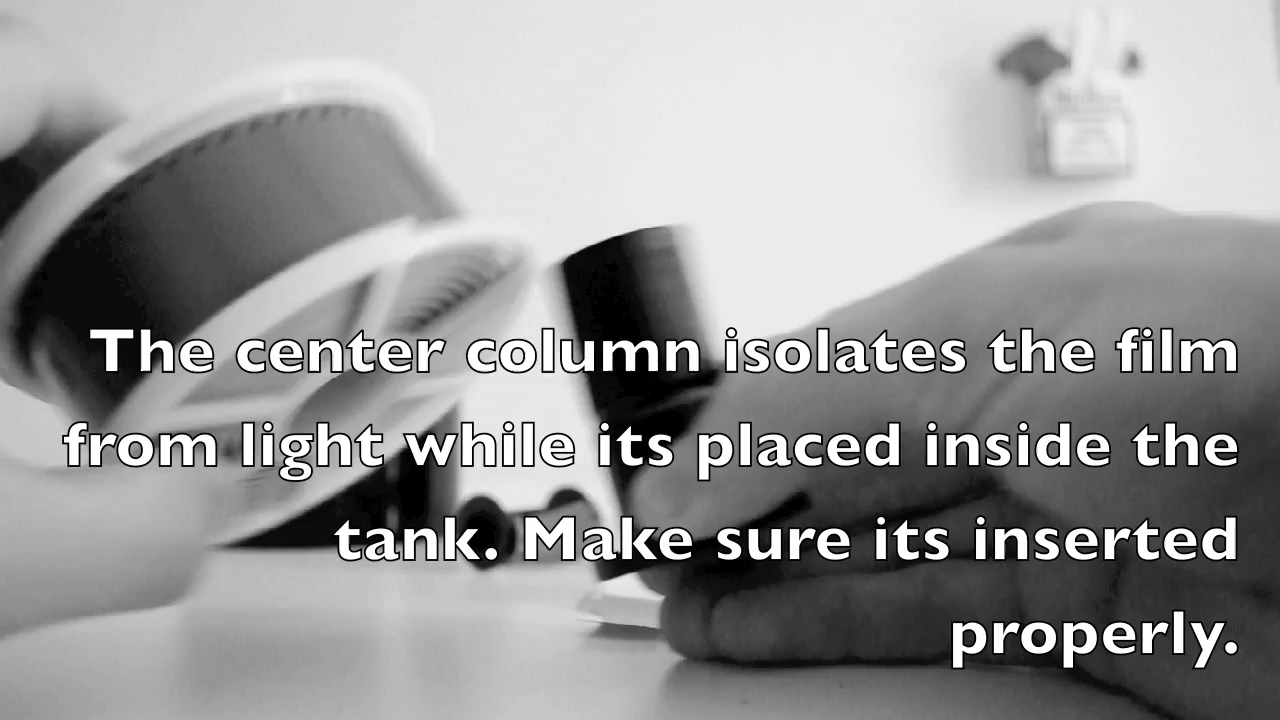 The center column isolates the film
from light while its placed inside the
tank. Make sure its inserted
properly.